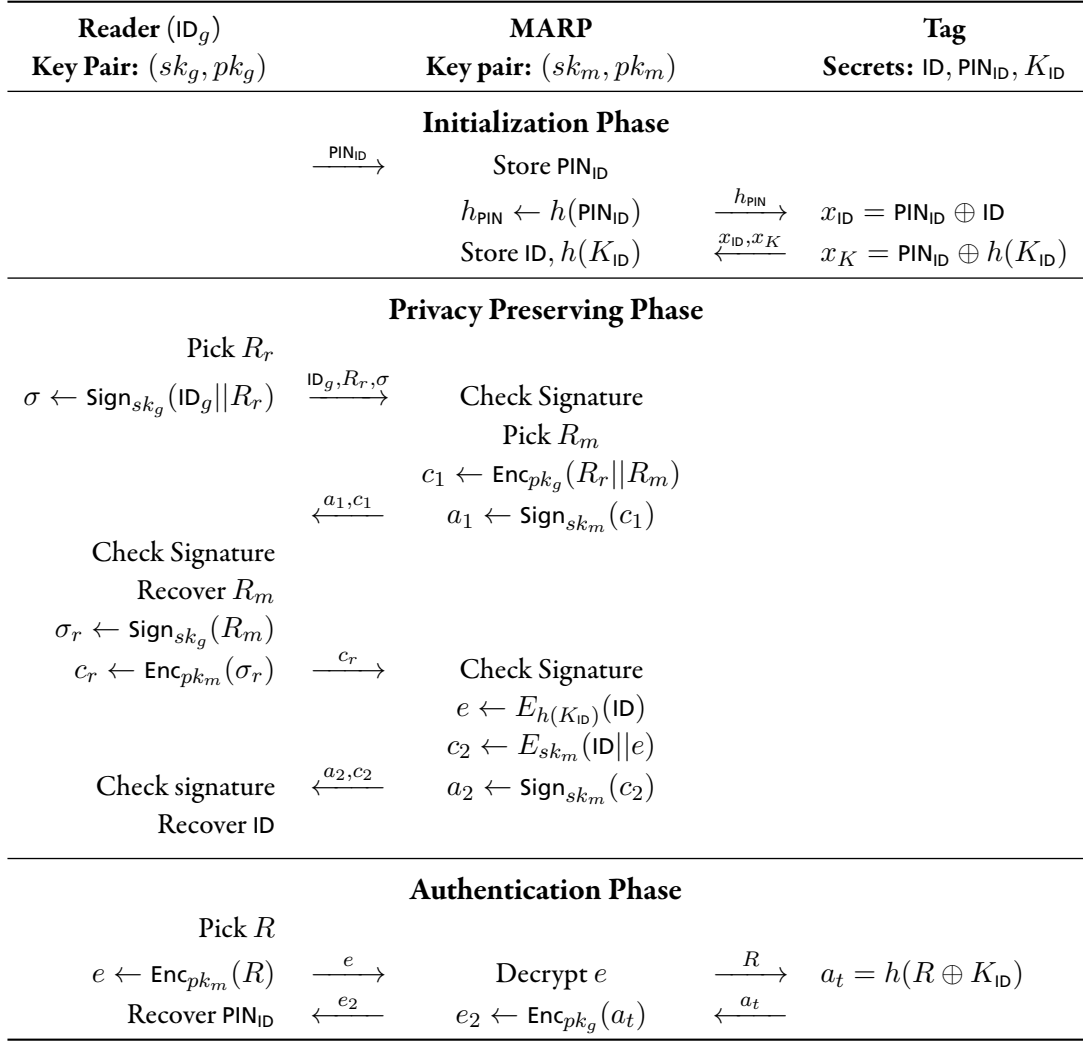 Reader (ID_g) MARP Tag
Key Pair: (sk_g, pk_g) Key pair: (sk_m, pk_m) Secrets: ID, PIN_ID, K_ID
Initialization Phase
PIN_ID ⟶ Store PIN_ID
h_PIN ← h(PIN_ID) h_PIN ⟶ x_ID = PIN_ID ⊕ ID
Store ID, h(K_ID) x_ID, x_K ⟵ x_K = PIN_ID ⊕ h(K_ID)
Privacy Preserving Phase
Pick R_r
σ ← Sign_{sk_g}(ID_g||R_r) ID_g, R_r, σ ⟶ Check Signature
Pick R_m
c_1 ← Enc_{pk_g}(R_r||R_m)
a_1, c_1 ⟵ a_1 ← Sign_{sk_m}(c_1)
Check Signature
Recover R_m
σ_r ← Sign_{sk_g}(R_m)
c_r ← Enc_{pk_m}(σ_r) c_r ⟶ Check Signature
e ← E_{h(K_ID)}(ID)
c_2 ← E_{sk_m}(ID||e)
Check signature a_2, c_2 ⟵ a_2 ← Sign_{sk_m}(c_2)
Recover ID
Authentication Phase
Pick R
e ← Enc_{pk_m}(R) e ⟶ Decrypt e R ⟶ a_t = h(R ⊕ K_ID)
Recover PIN_ID e_2 ⟵ e_2 ← Enc_{pk_g}(a_t) a_t ⟵